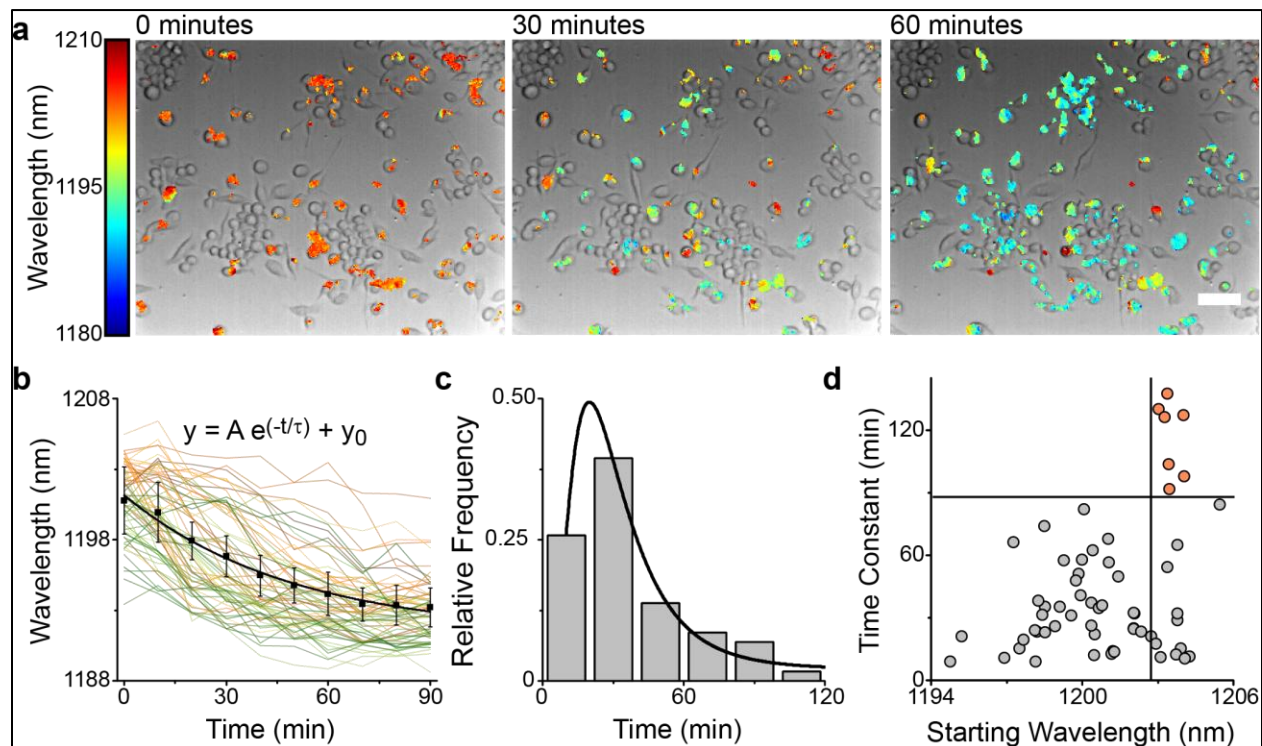 a
0 minutes
30 minutes
60 minutes
Wavelength (nm)
1210
1195
1180
b
Wavelength (nm)
1208
1198
1188
y = A e(-t/τ) + y0
0
30
60
90
Time (min)
c
Relative Frequency
0.50
0.25
0
0
60
120
Time (min)
d
Time Constant (min)
120
60
0
1194
1200
1206
Starting Wavelength (nm)